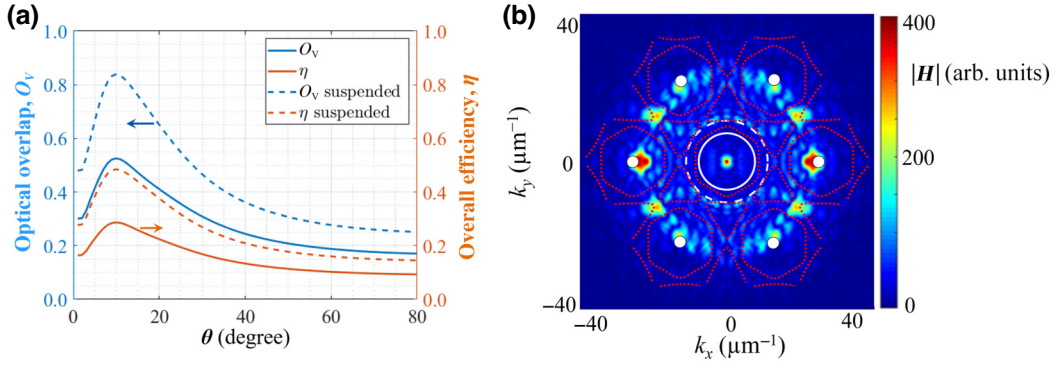 (a)
1.0
0.8
0.6
0.4
0.2
0.0
Optical overlap, O_V
O_V
η
O_V suspended
η suspended
1.0
0.8
0.6
0.4
0.2
0.0
Overall efficiency, η
0 20 40 60 80
θ (degree)
(b)
40
0
−40
k_y (µm⁻¹)
−40 0 40
k_x (µm⁻¹)
400
|H| (arb. units)
200
0